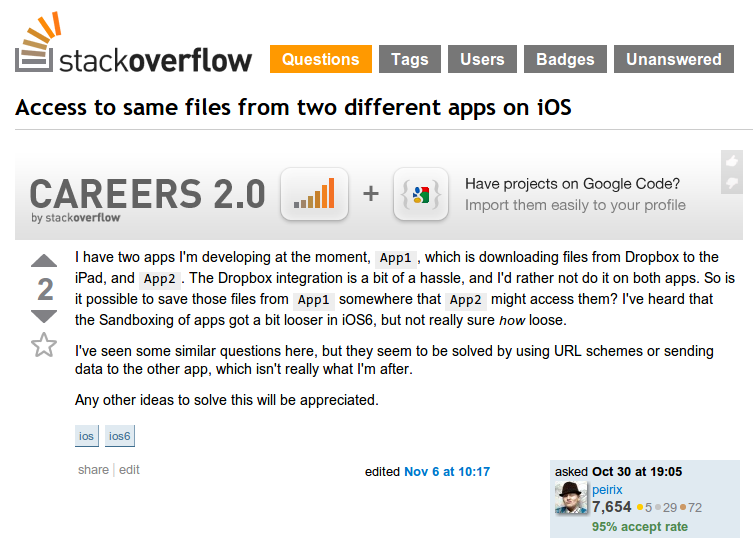 stackoverflow
Questions Tags Users Badges Unanswered
Access to same files from two different apps on iOS
CAREERS 2.0
by stackoverflow
+
Have projects on Google Code?
Import them easily to your profile
2
I have two apps I'm developing at the moment, App1, which is downloading files from Dropbox to the
iPad, and App2. The Dropbox integration is a bit of a hassle, and I'd rather not do it on both apps. So is
it possible to save those files from App1 somewhere that App2 might access them? I've heard that
the Sandboxing of apps got a bit looser in iOS6, but not really sure how loose.
I've seen some similar questions here, but they seem to be solved by using URL schemes or sending
data to the other app, which isn't really what I'm after.
Any other ideas to solve this will be appreciated.
ios ios6
share | edit
edited Nov 6 at 10:17
asked Oct 30 at 19:05
peirix
7,654 ●5 ●29 ●72
95% accept rate